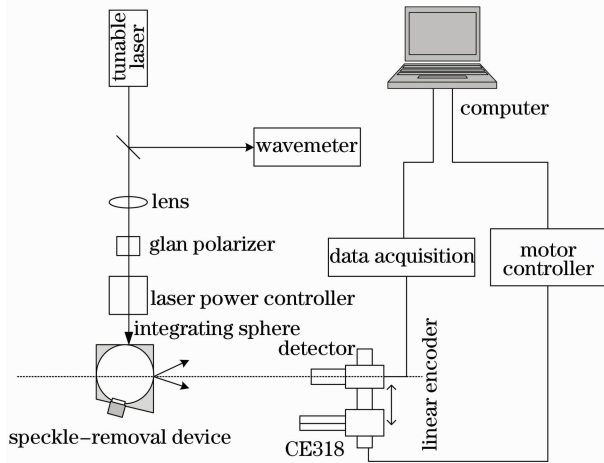 tunable
laser
computer
wavemeter
lens
glan polarizer
data acquisition
motor
controller
laser power controller
integrating sphere
detector
linear encoder
speckle-removal device
CE318